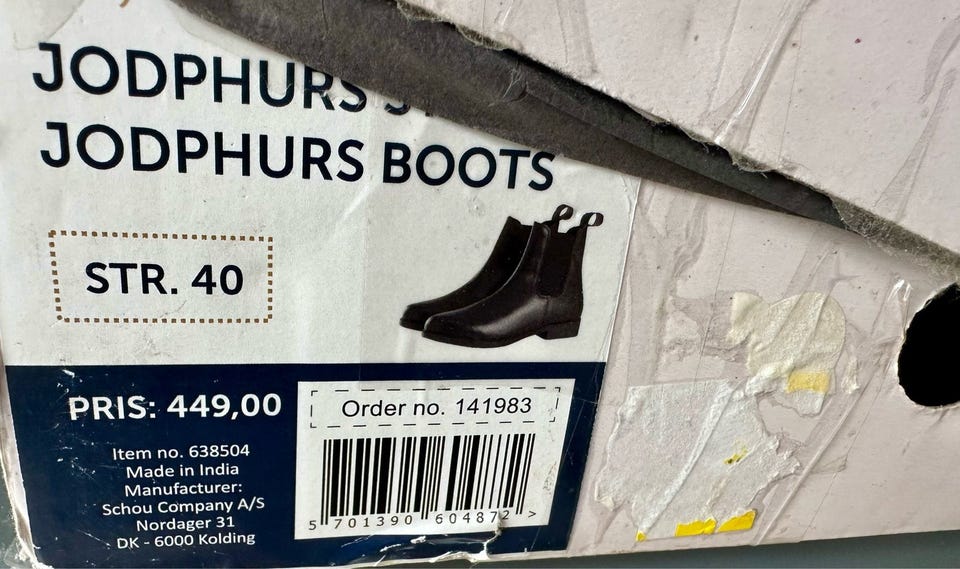 JODPHURS
JODPHURS BOOTS
STR. 40
PRIS: 449,00
Item no. 638504
Made in India
Manufacturer:
Schou Company A/S
Nordager 31
DK - 6000 Kolding
Order no. 141983
5 701390 604872 >